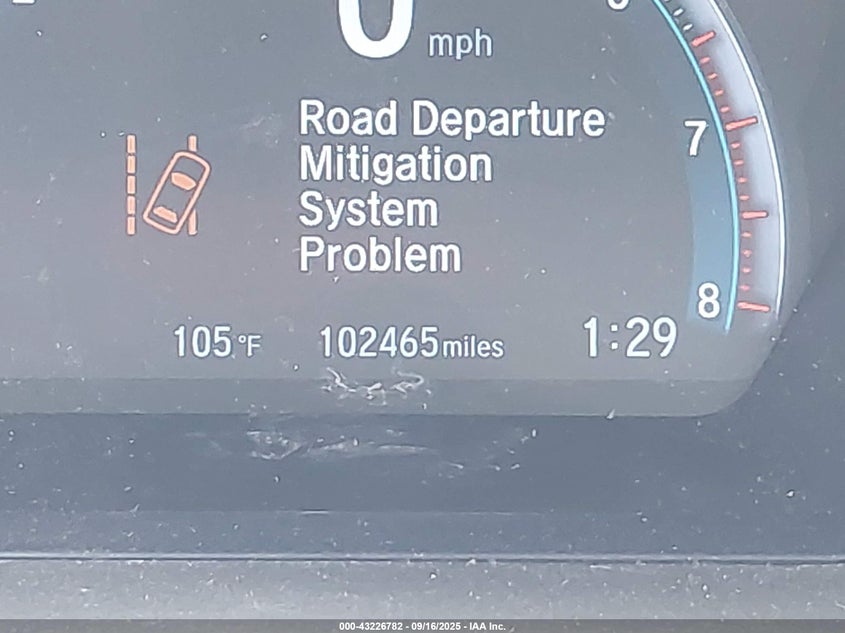 0 mph
Road Departure
Mitigation
System
Problem
7
8
105°F 102465miles 1:29
000-43226782 - 09/16/2025 - IAA Inc.